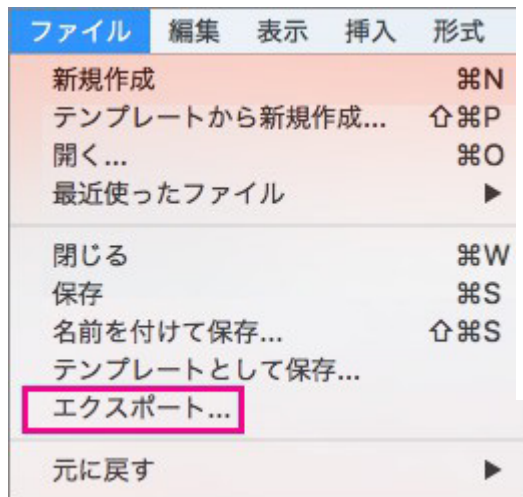 ファイル 編集 表示 挿入 形式
新規作成 ⌘N
テンプレートから新規作成... ⇧⌘P
開く... ⌘O
最近使ったファイル ▶
閉じる ⌘W
保存 ⌘S
名前を付けて保存... ⇧⌘S
テンプレートとして保存...
エクスポート...
元に戻す ▶